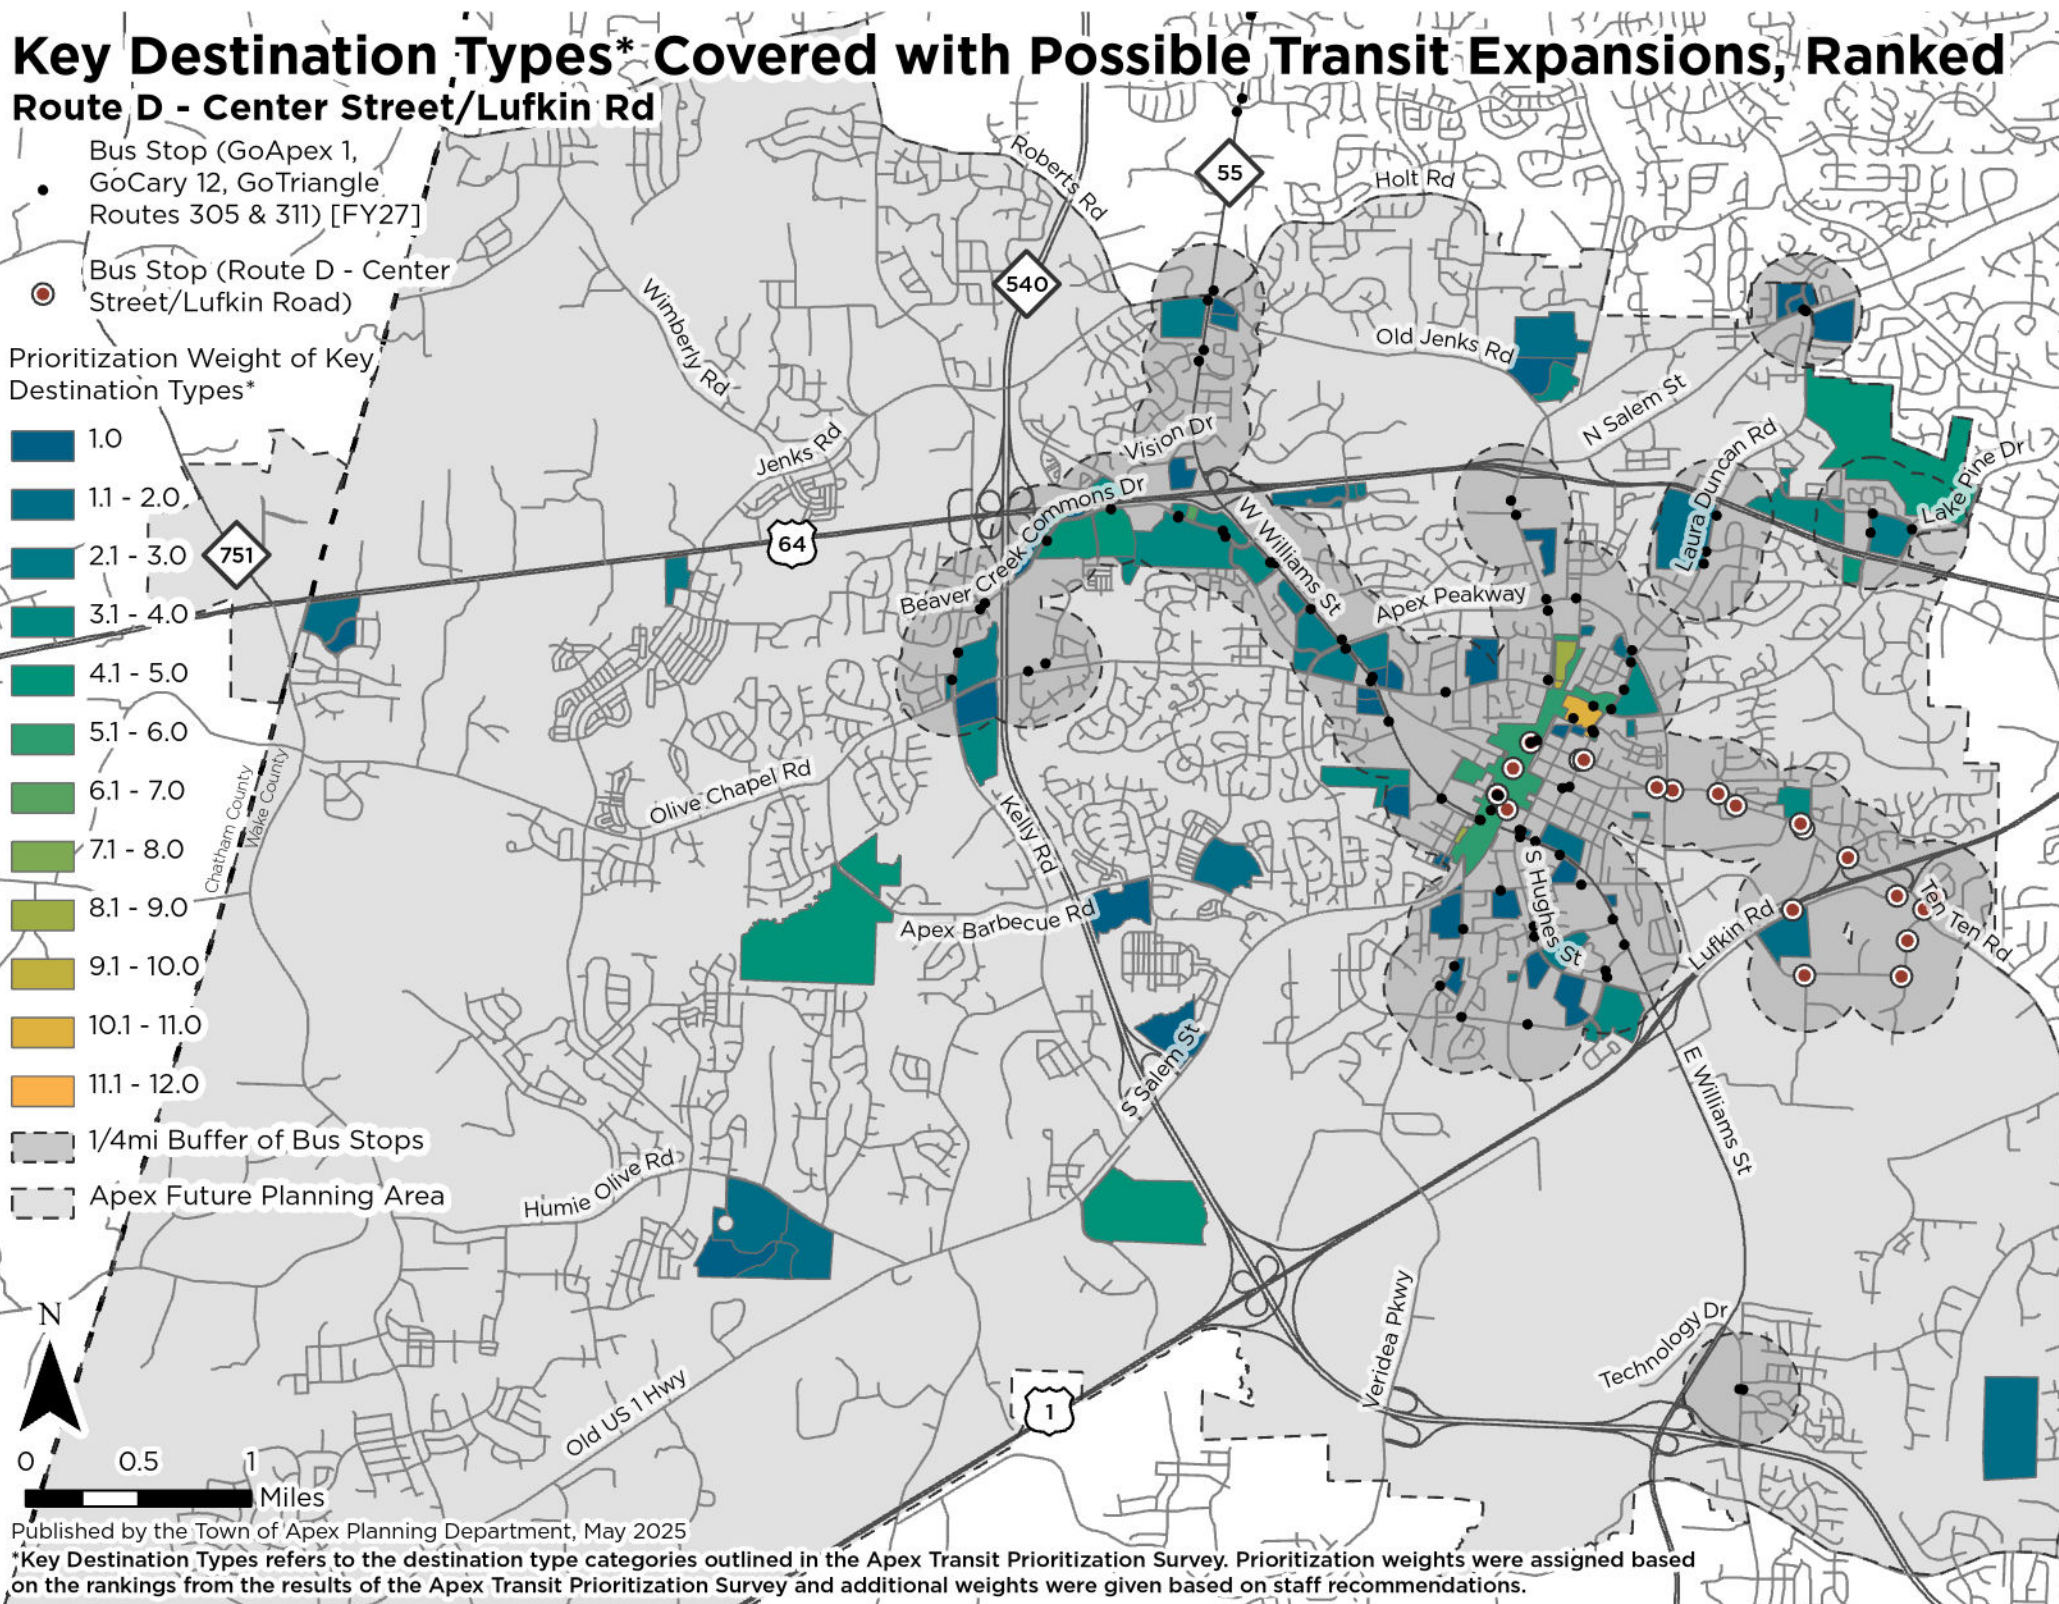 Key Destination Types* Covered with Possible Transit Expansions, Ranked
Route D - Center Street/Lufkin Rd
Bus Stop (GoApex 1,
GoCary 12, GoTriangle
Routes 305 & 311) [FY27]
Bus Stop (Route D - Center
Street/Lufkin Road)
Prioritization Weight of Key
Destination Types*
1.0
1.1 - 2.0
2.1 - 3.0
3.1 - 4.0
4.1 - 5.0
5.1 - 6.0
6.1 - 7.0
7.1 - 8.0
8.1 - 9.0
9.1 - 10.0
10.1 - 11.0
11.1 - 12.0
1/4mi Buffer of Bus Stops
Apex Future Planning Area
Roberts Rd
55
Holt Rd
540
Wimberly Rd
Old Jenks Rd
N Salem St
Jenks Rd
Vision Dr
Laura Duncan Rd
Lake Pine Dr
Beaver Creek Commons Dr
W Williams St
751
64
Apex Peakway
Chatham County
Wake County
Olive Chapel Rd
Kelly Rd
S Hughes St
Apex Barbecue Rd
Lufkin Rd
Ten Ten Rd
S Salem St
E Williams St
Humie Olive Rd
Veridea Pkwy
Technology Dr
Old US 1 Hwy
1
N
0 0.5 1
Miles
Published by the Town of Apex Planning Department, May 2025
*Key Destination Types refers to the destination type categories outlined in the Apex Transit Prioritization Survey. Prioritization weights were assigned based
on the rankings from the results of the Apex Transit Prioritization Survey and additional weights were given based on staff recommendations.